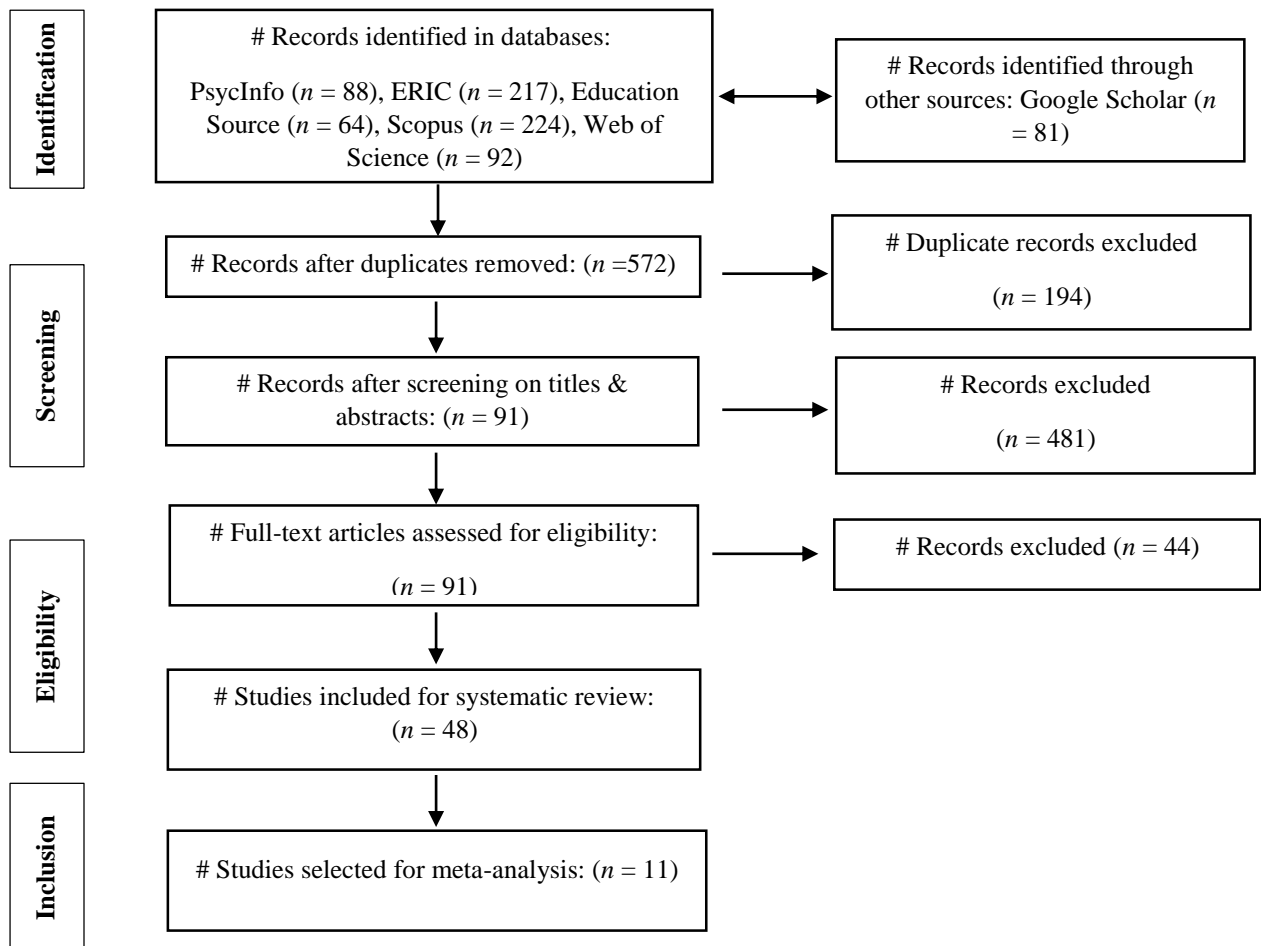 Identification
# Records identified in databases:
PsycInfo (n = 88), ERIC (n = 217), Education
Source (n = 64), Scopus (n = 224), Web of
Science (n = 92)
# Records identified through
other sources: Google Scholar (n
= 81)
Screening
# Records after duplicates removed: (n =572)
# Duplicate records excluded
(n = 194)
# Records after screening on titles &
abstracts: (n = 91)
# Records excluded
(n = 481)
Eligibility
# Full-text articles assessed for eligibility:
(n = 91)
# Records excluded (n = 44)
# Studies included for systematic review:
(n = 48)
Inclusion
# Studies selected for meta-analysis: (n = 11)